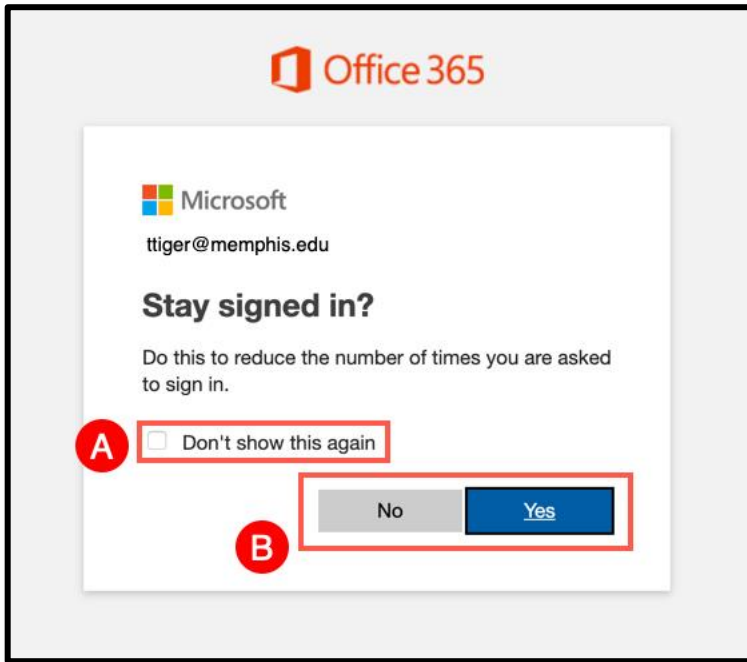 Office 365
Microsoft
ttiger@memphis.edu
Stay signed in?
Do this to reduce the number of times you are asked
to sign in.
A Don't show this again
No Yes
B